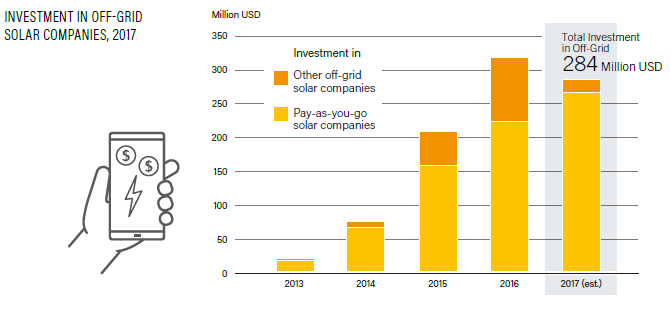 INVESTMENT IN OFF-GRID
SOLAR COMPANIES, 2017
Million USD
350
300
250
200
150
100
50
0
Investment in
Other off-grid
solar companies
Pay-as-you-go
solar companies
Total Investment
in Off-Grid
284 Million USD
$
$
2013
2014
2015
2016
2017 (est.)